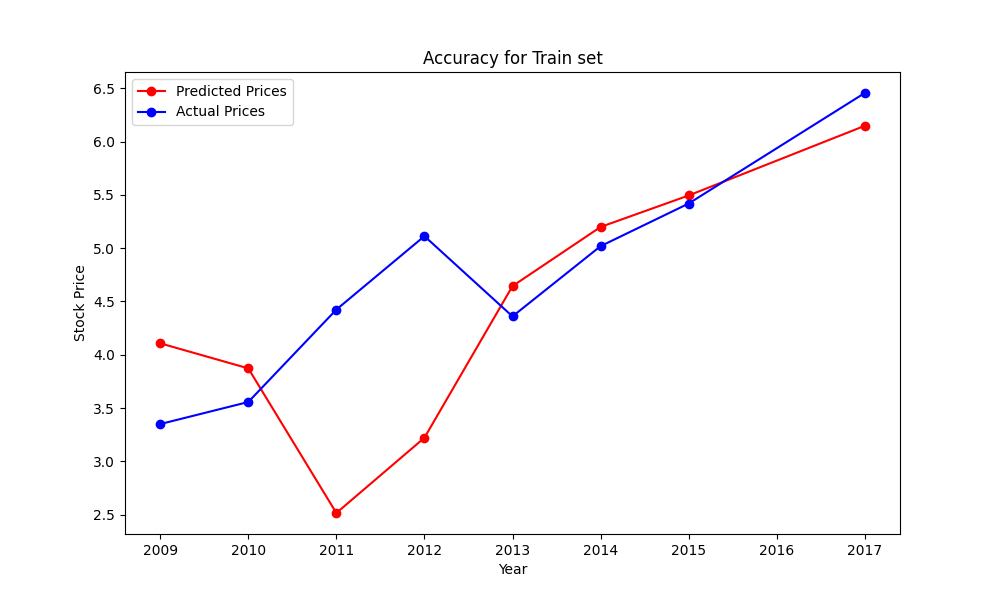 Accuracy for Train set
Predicted Prices
Actual Prices
6.5
6.0
5.5
5.0
4.5
4.0
3.5
3.0
2.5
Stock Price
2009 2010 2011 2012 2013 2014 2015 2016 2017
Year